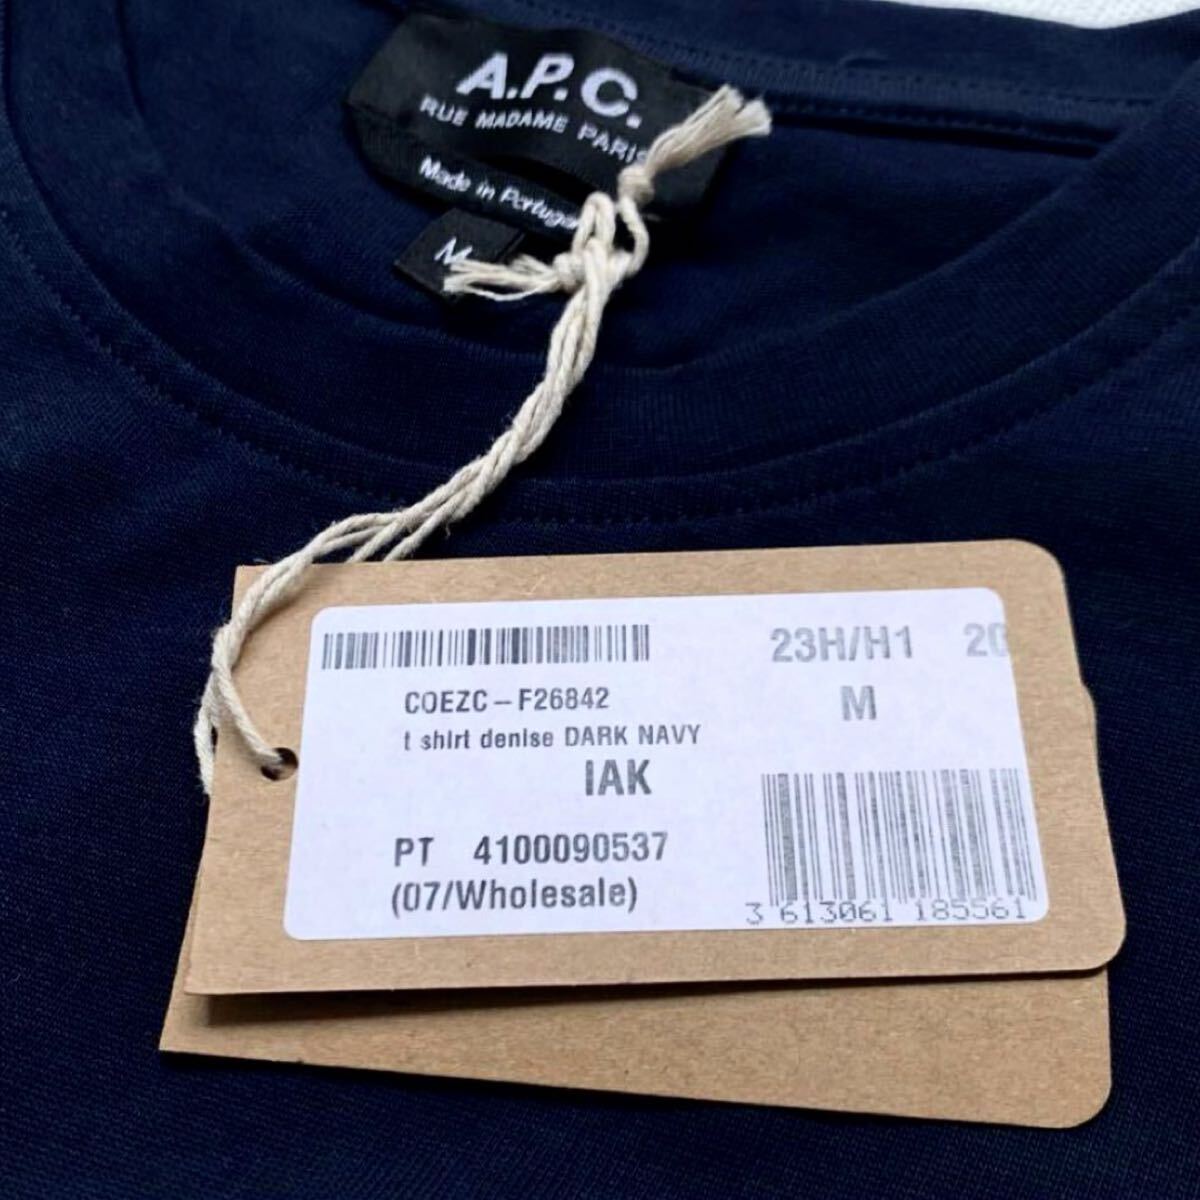 A.P.C.
RUE MADAME PARIS
Made in Portugal
M
23H/H1 20
COEZC-F26842
M
t shirt denise DARK NAVY
IAK
PT 4100090537
(07/Wholesale)
3 613061 185561